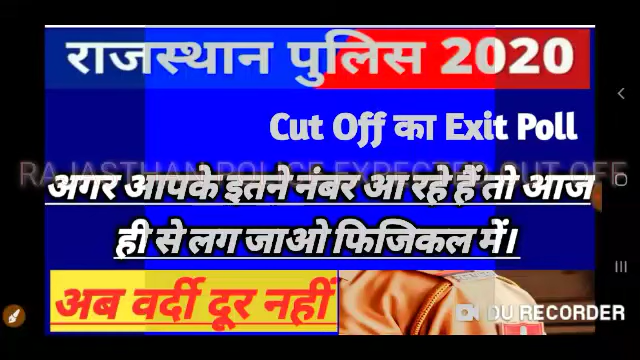 राजस्थान पुलिस 2020
Cut Off का Exit Poll
RAJASTHAN POLICE EXPECTED CUT OFF
अगर आपके इतने नंबर आ रहे हैं तो आज
ही से लग जाओ फिजिकल में।
अब वर्दी दूर नहीं
DU RECORDER